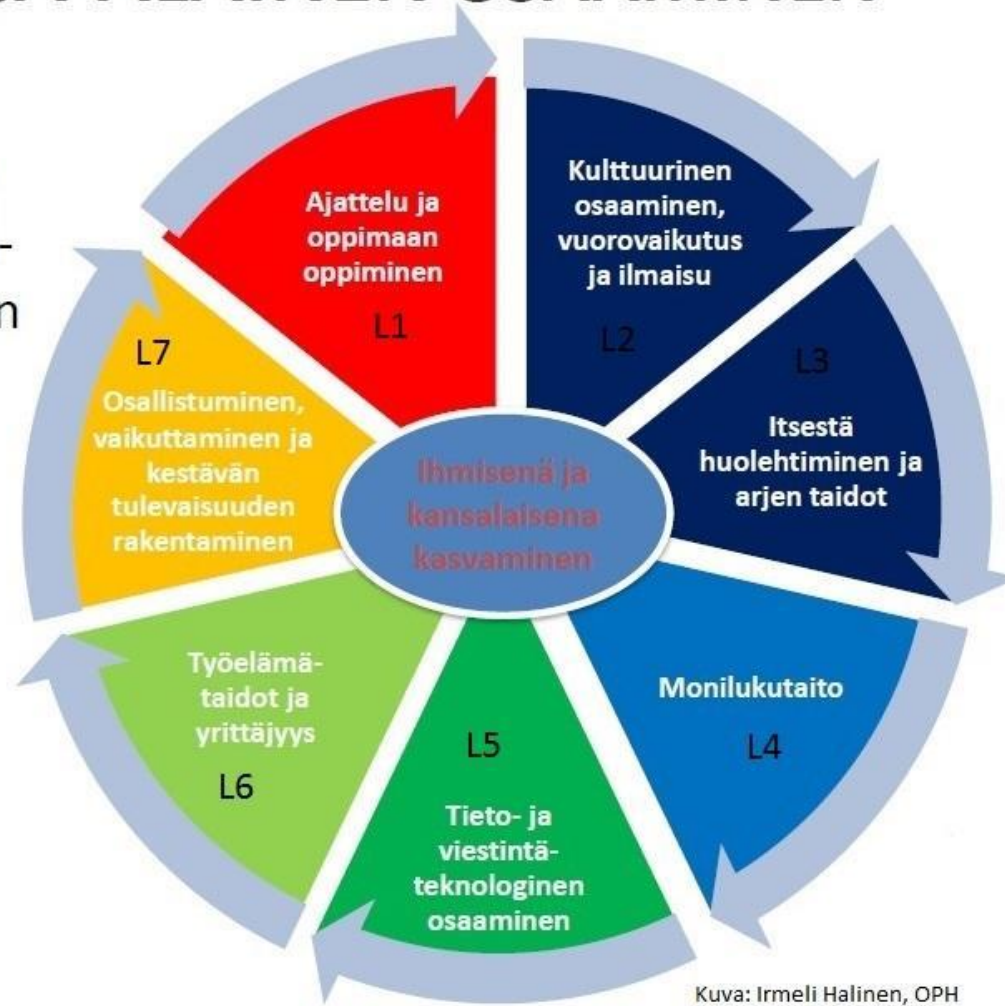 Ajattelu ja
oppimaan
oppiminen
L1
Kulttuurinen
osaaminen,
vuorovaikutus
ja ilmaisu
L2
L3
Itsestä
huolehtiminen ja
arjen taidot
Monilukutaito
L4
L5
Tieto- ja
viestintä-
teknologinen
osaaminen
Työelämä-
taidot ja
yrittäjyys
L6
L7
Osallistuminen,
vaikuttaminen ja
kestävän
tulevaisuuden
rakentaminen
Ihmisenä ja
kansalaisena
kasvaminen
Kuva: Irmeli Halinen, OPH